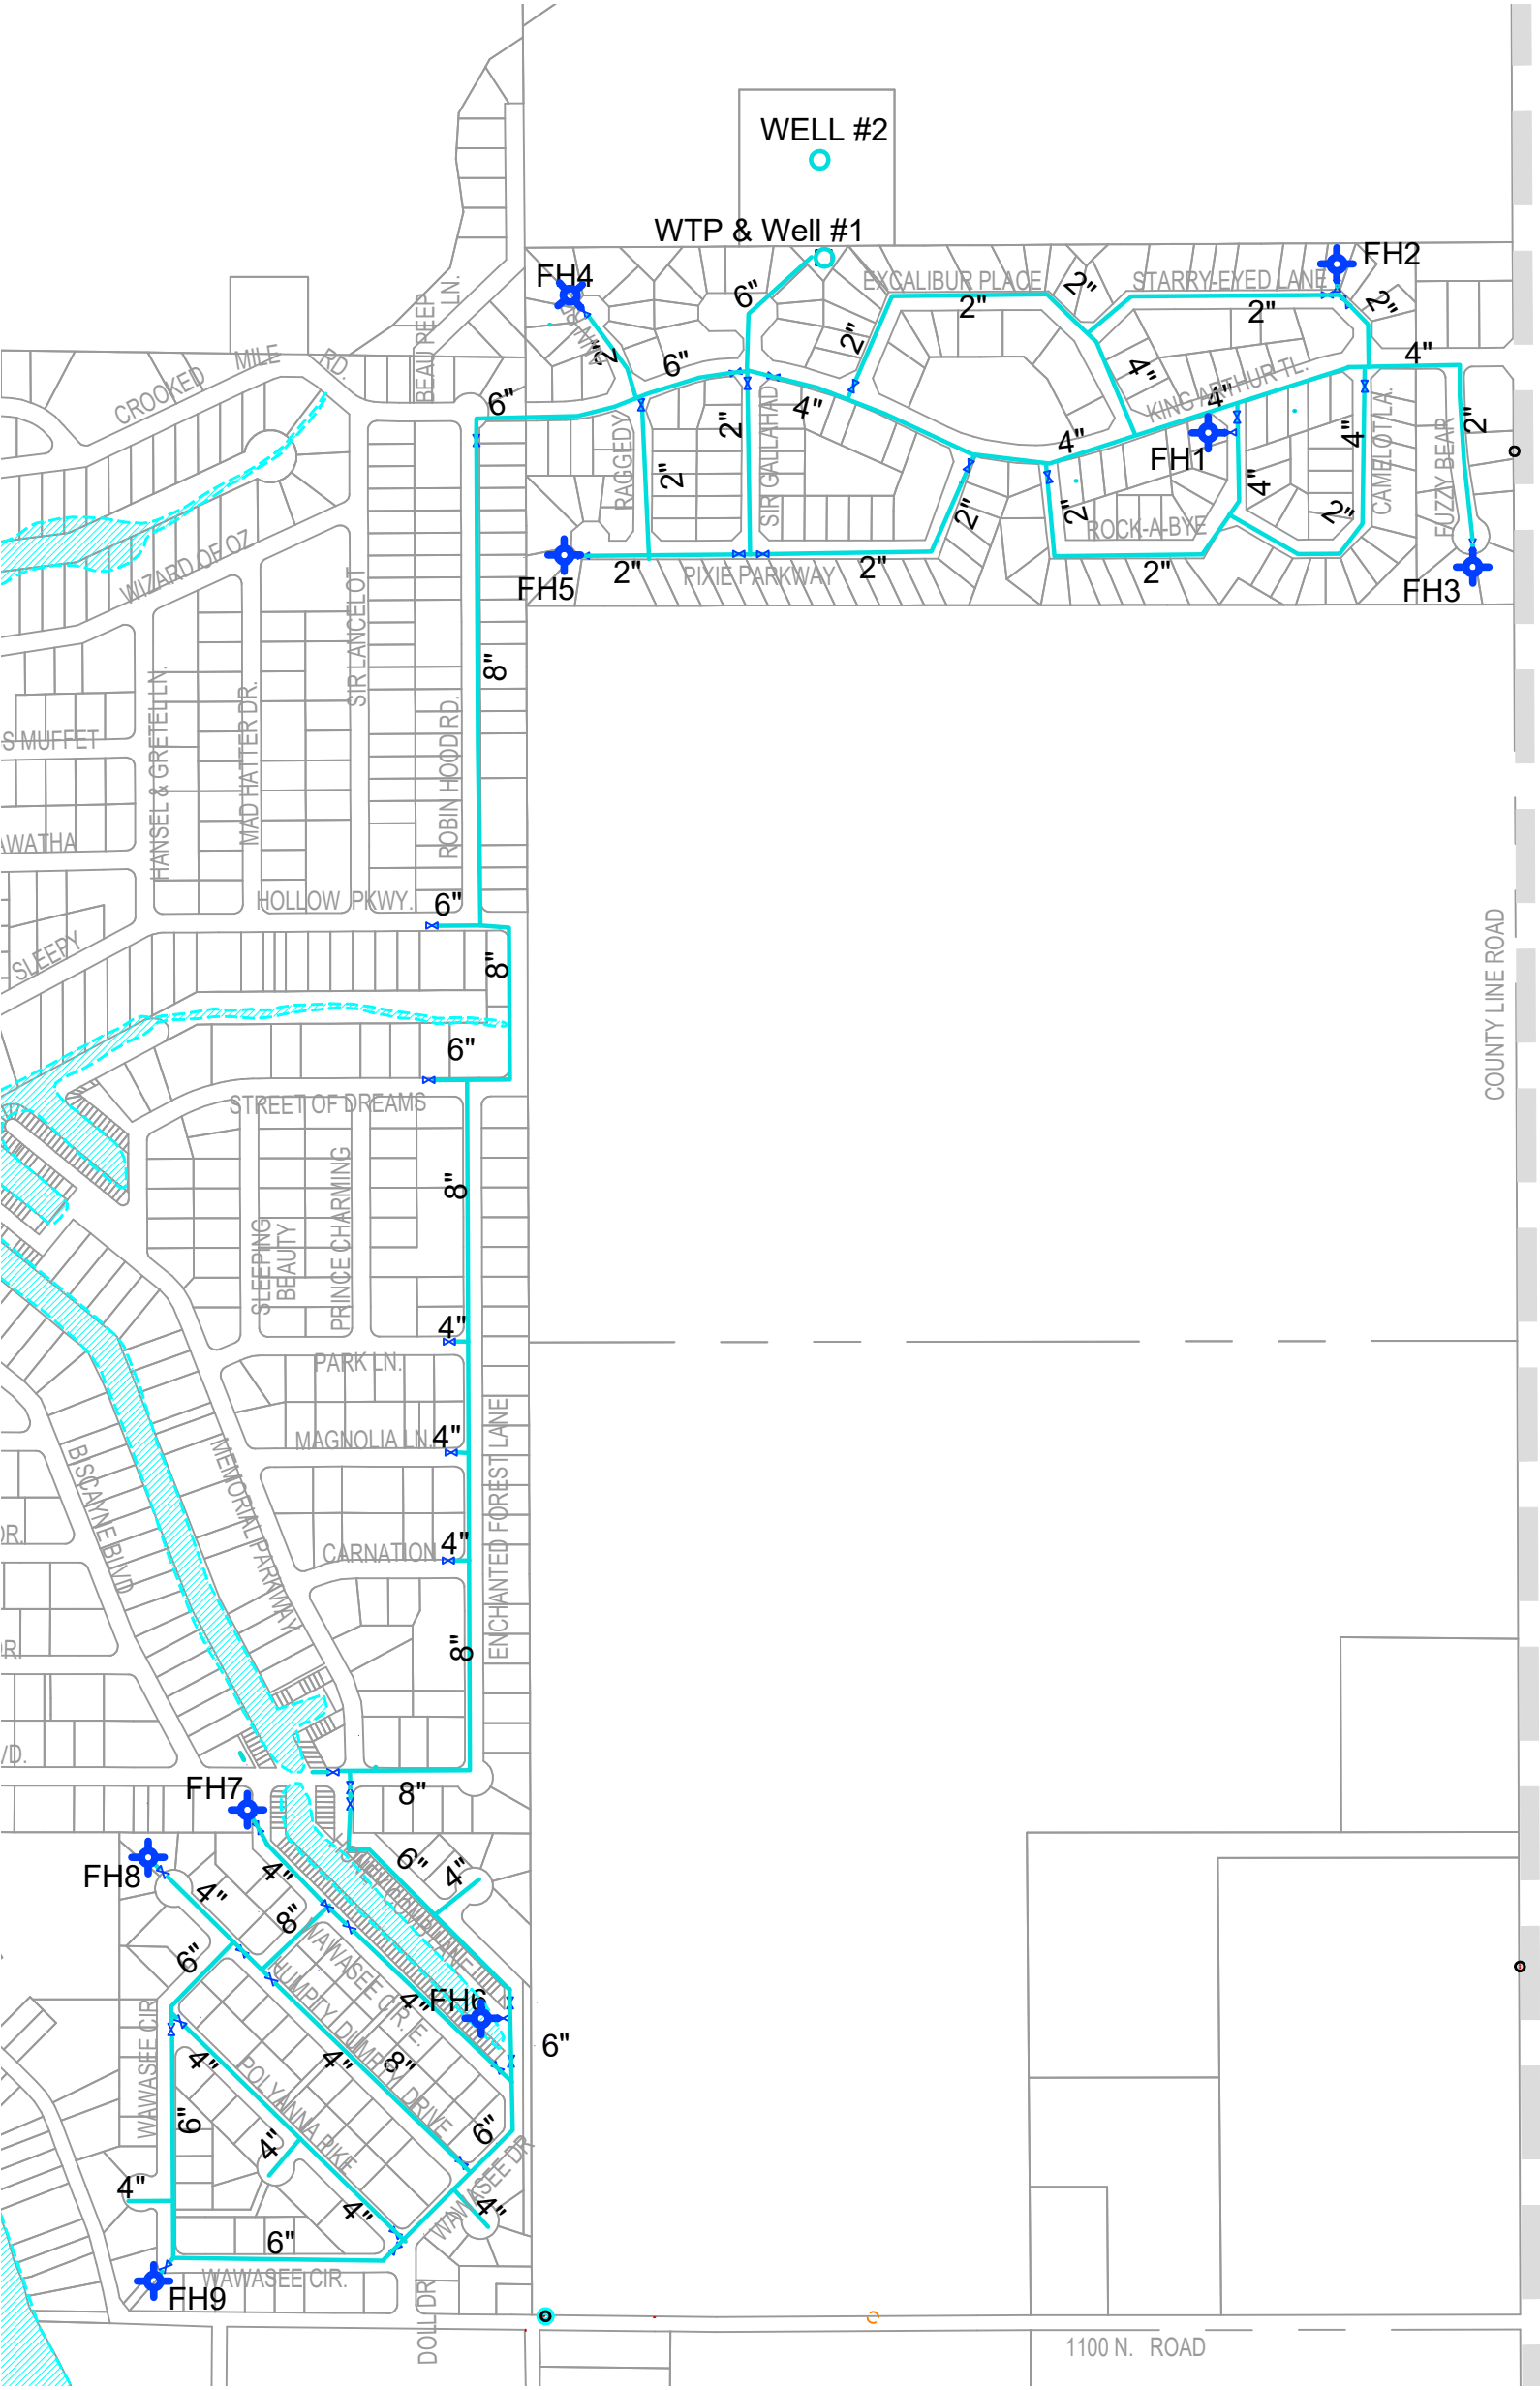 WELL #2
WTP & Well #1
FH4
EXCALIBUR PLACE
STARRY-EYED LANE
FH2
BEAU PEEP
LN.
6"
2"
2"
2"
2"
2"
2"
6"
4"
4"
CROOKED
MILE
RD.
6"
4"
KING ARTHUR TL.
4"
4"
RAGGEDY
2"
2"
SIR GALLAHAD
FH1
4"
4"
CAMELOT LA.
FUZZY BEAR
2"
2"
2"
ROCK-A-BYE
2"
WIZARD OF OZ
FH5
2"
PIXIE PARKWAY
2"
2"
FH3
SIR LANCELOT
8"
HANSEL & GRETEL LN.
MAD HATTER DR.
ROBIN HOOD RD.
S MUFFET
AWATHA
HOLLOW PKWY.
6"
SLEEPY
8"
COUNTY LINE ROAD
6"
STREET OF DREAMS
8"
SLEEPING
BEAUTY
PRINCE CHARMING
4"
PARK LN.
MAGNOLIA LN.
4"
BISCAYNE BLVD.
MEMORIAL PARKWAY
ENCHANTED FOREST LANE
DR.
CARNATION
4"
8"
DR.
VD.
8"
FH7
FH8
4"
6"
4"
4"
8"
6"
WAWASEE CIR. E.
HUMPTY DUMPTY DRIVE
4"
FH6
6"
WAWASEE CIR.
4"
POLYANNA PIKE
4"
8"
6"
6"
4"
4"
WAWASEE DR.
4"
4"
6"
WAWASEE CIR.
FH9
DOLL DR
1100 N. ROAD